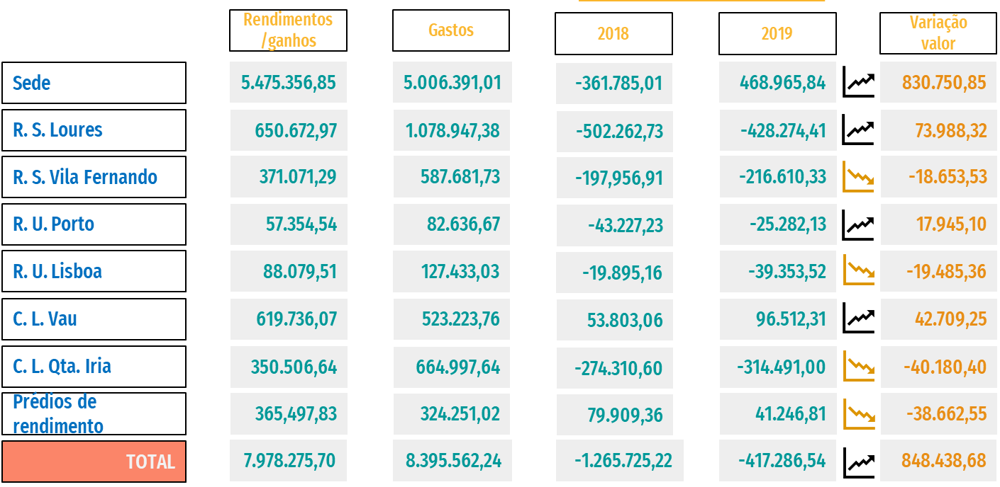 Rendimentos /ganhos Gastos 2018 2019 Variação valor
Sede 5.475.356,85 5.006.391,01 -361.785,01 468.965,84 830.750,85
R. S. Loures 650.672,97 1.078.947,38 -502.262,73 -428.274,41 73.988,32
R. S. Vila Fernando 371.071,29 587.681,73 -197,956,91 -216.610,33 -18.653,53
R. U. Porto 57.354,54 82.636,67 -43.227,23 -25.282,13 17.945,10
R. U. Lisboa 88.079,51 127.433,03 -19.895,16 -39.353,52 -19.485,36
C. L. Vau 619.736,07 523.223,76 53.803,06 96.512,31 42.709,25
C. L. Qta. Iria 350.506,64 664.997,64 -274.310,60 -314.491,00 -40.180,40
Prédios de rendimento 365,497,83 324.251,02 79.909,36 41.246,81 -38.662,55
TOTAL 7.978.275,70 8.395.562,24 -1.265.725,22 -417.286,54 848.438,68